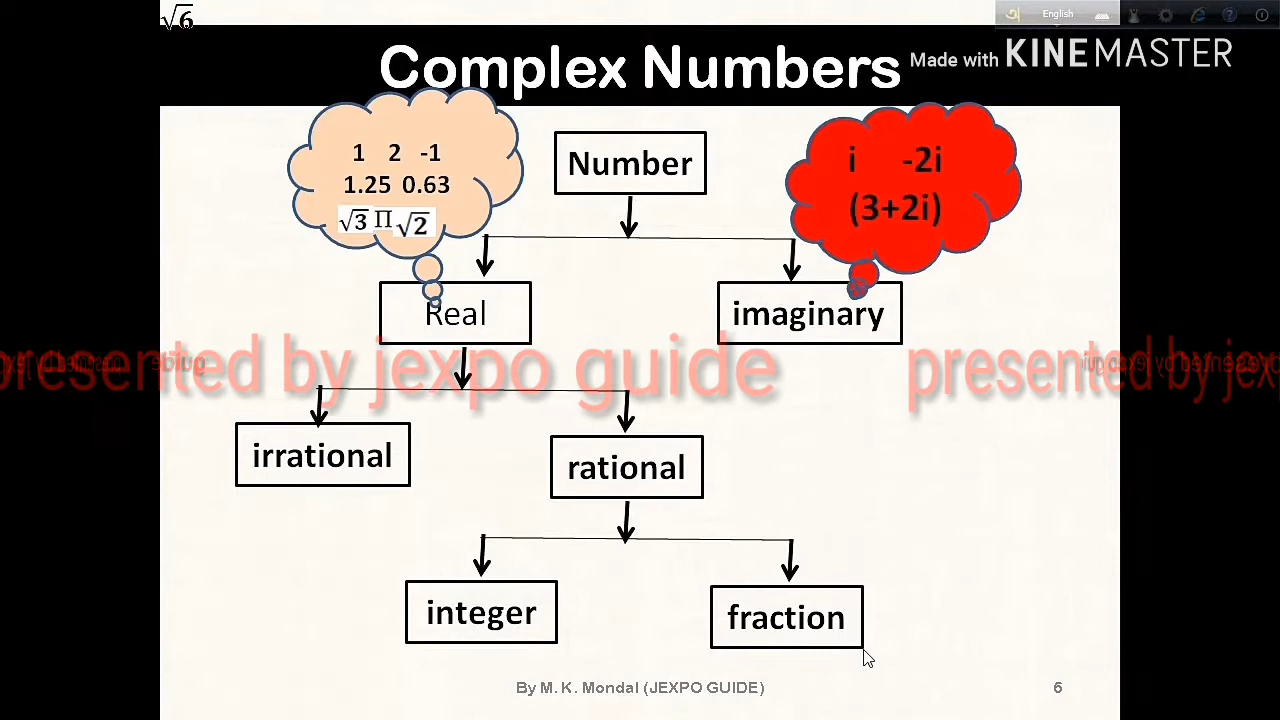 √6
English
Complex Numbers
Made with KINEMASTER
1 2 -1
1.25 0.63
√3 Π √2
Number
i -2i
(3+2i)
Real
imaginary
presented by jexpo guide
presented by jexpo
irrational
rational
integer
fraction
By M. K. Mondal (JEXPO GUIDE)
6